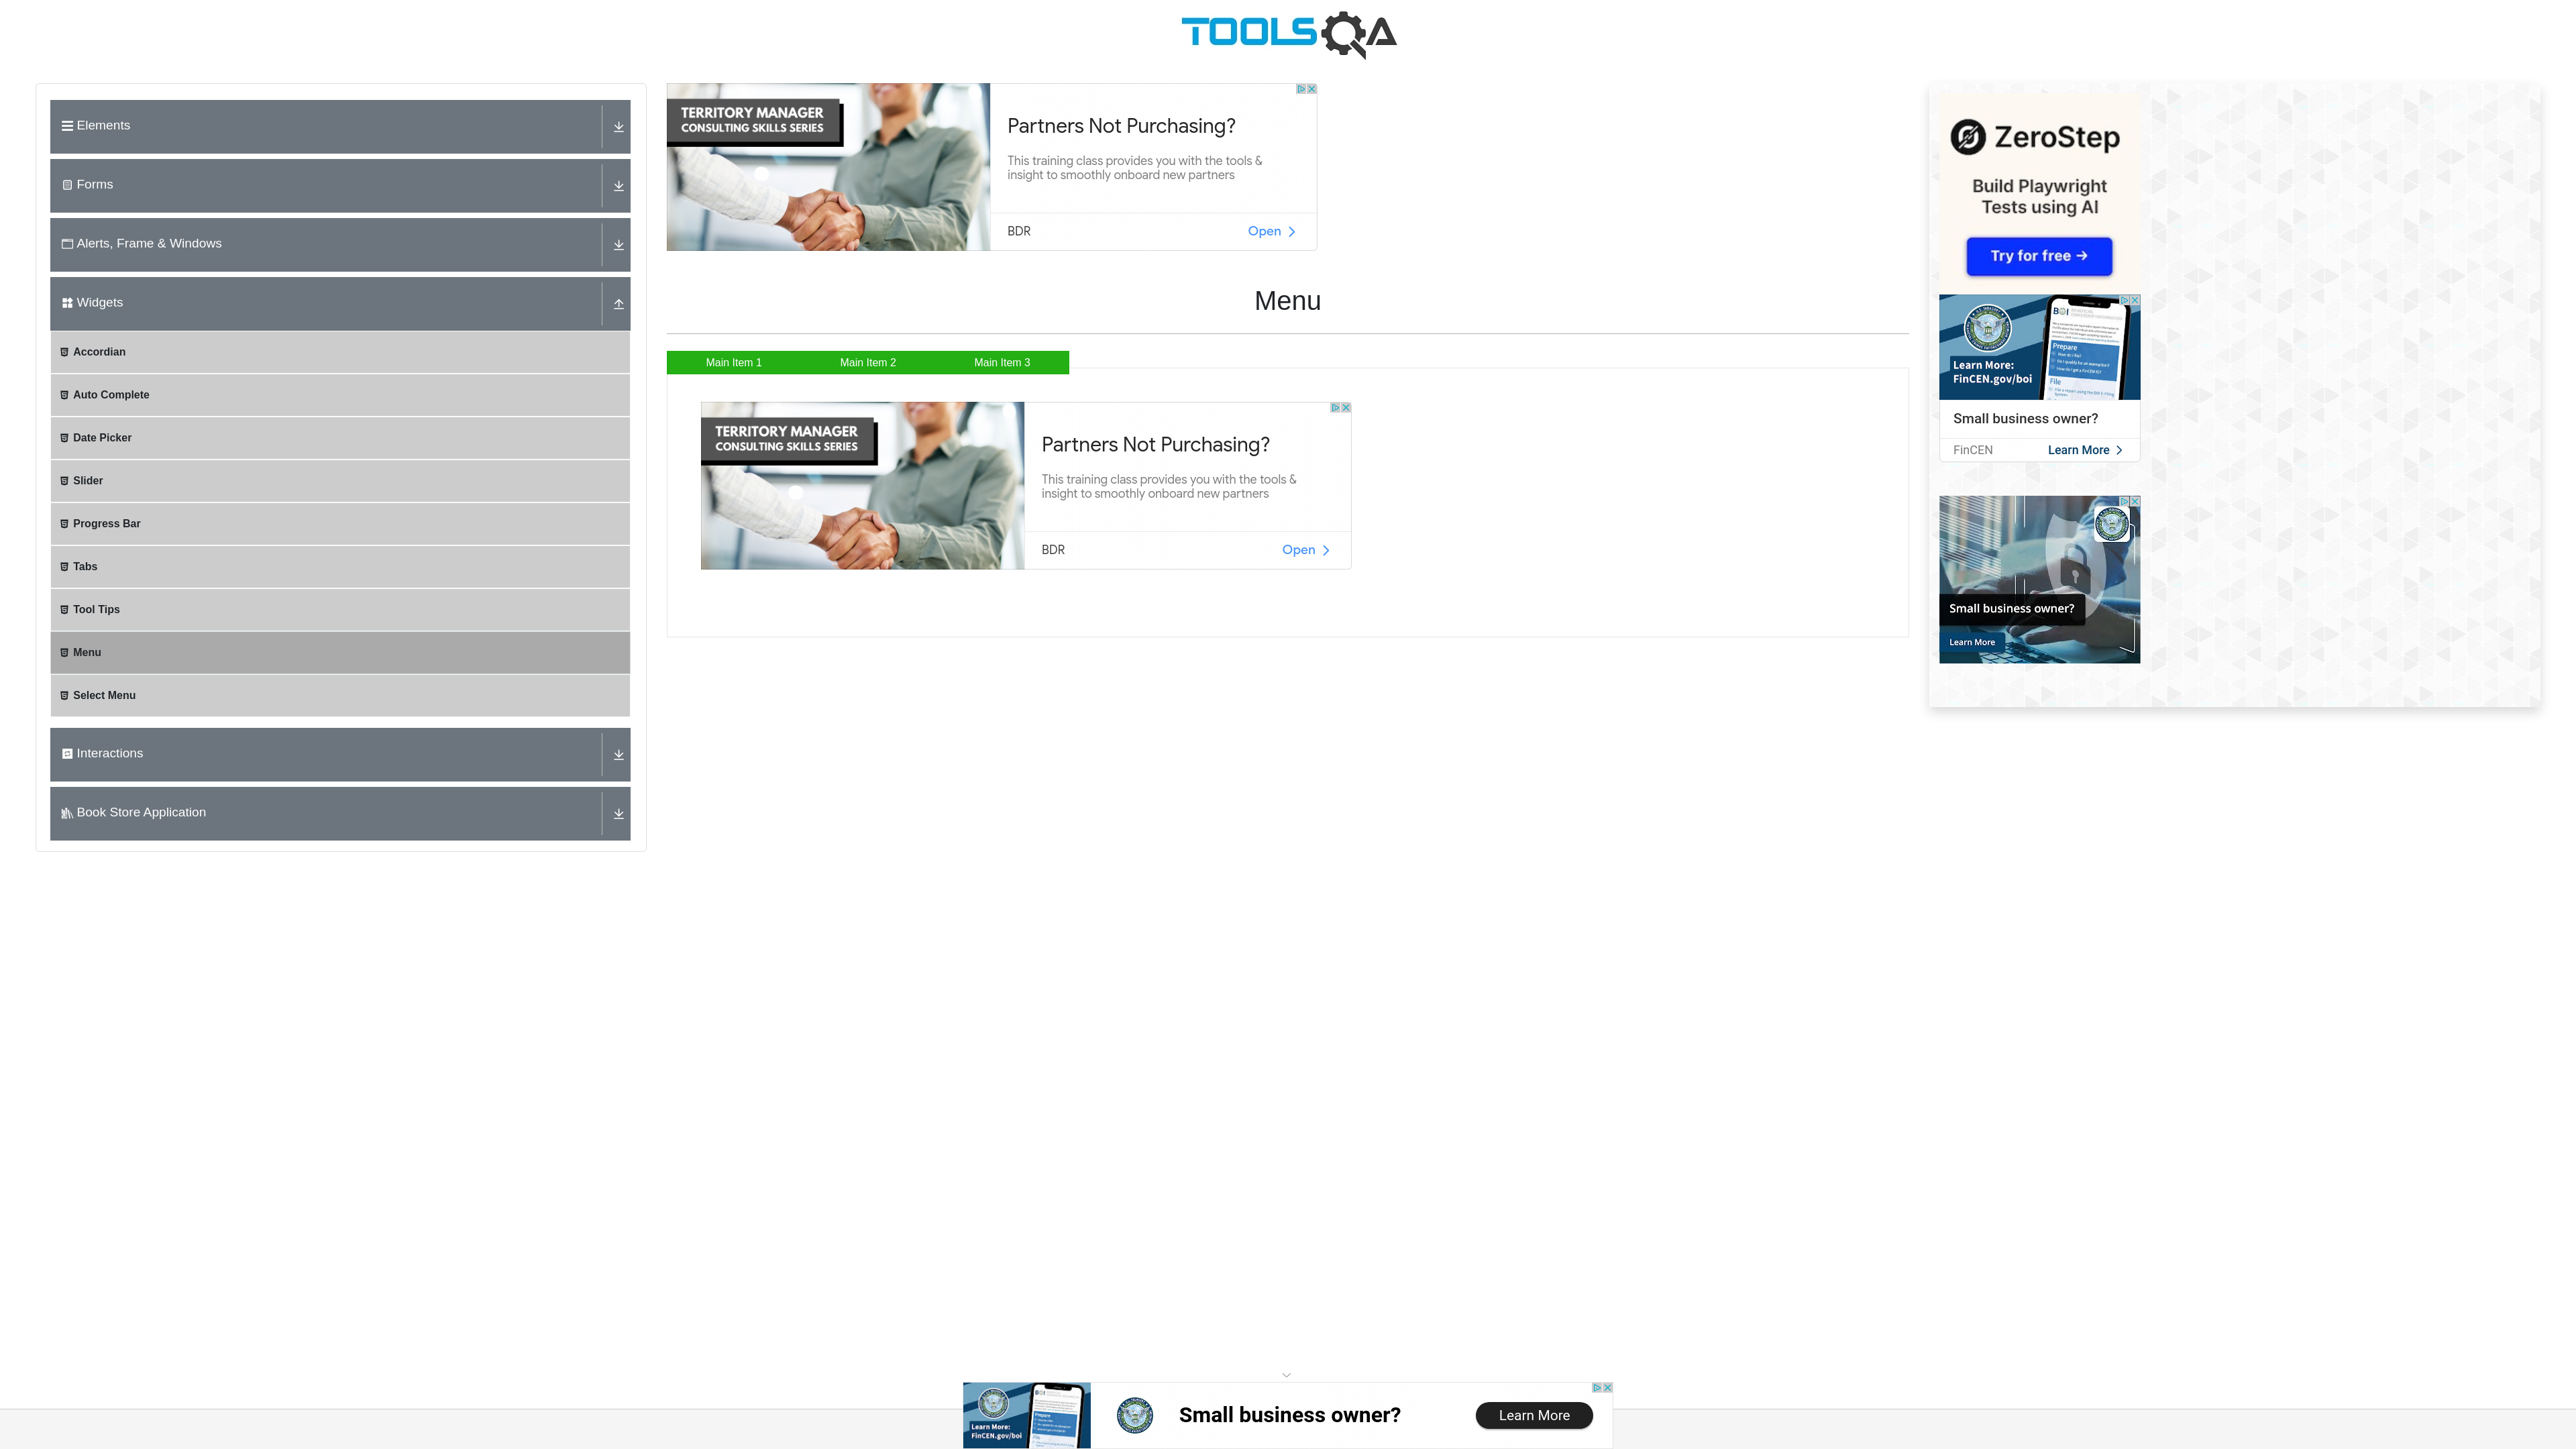 TOOLSQA
Elements
Forms
Alerts, Frame & Windows
Widgets
Accordian
Auto Complete
Date Picker
Slider
Progress Bar
Tabs
Tool Tips
Menu
Select Menu
Interactions
Book Store Application
TERRITORY MANAGER
CONSULTING SKILLS SERIES
Partners Not Purchasing?
This training class provides you with the tools &
insight to smoothly onboard new partners
BDR
Open
Menu
Main Item 1
Main Item 2
Main Item 3
TERRITORY MANAGER
CONSULTING SKILLS SERIES
Partners Not Purchasing?
This training class provides you with the tools &
insight to smoothly onboard new partners
BDR
Open
ZeroStep
Build Playwright
Tests using AI
Try for free →
BOI
Prepare
File
Learn More:
FinCEN.gov/boi
Small business owner?
FinCEN
Learn More
Small business owner?
Learn More
Learn More:
FinCEN.gov/boi
Small business owner?
Learn More